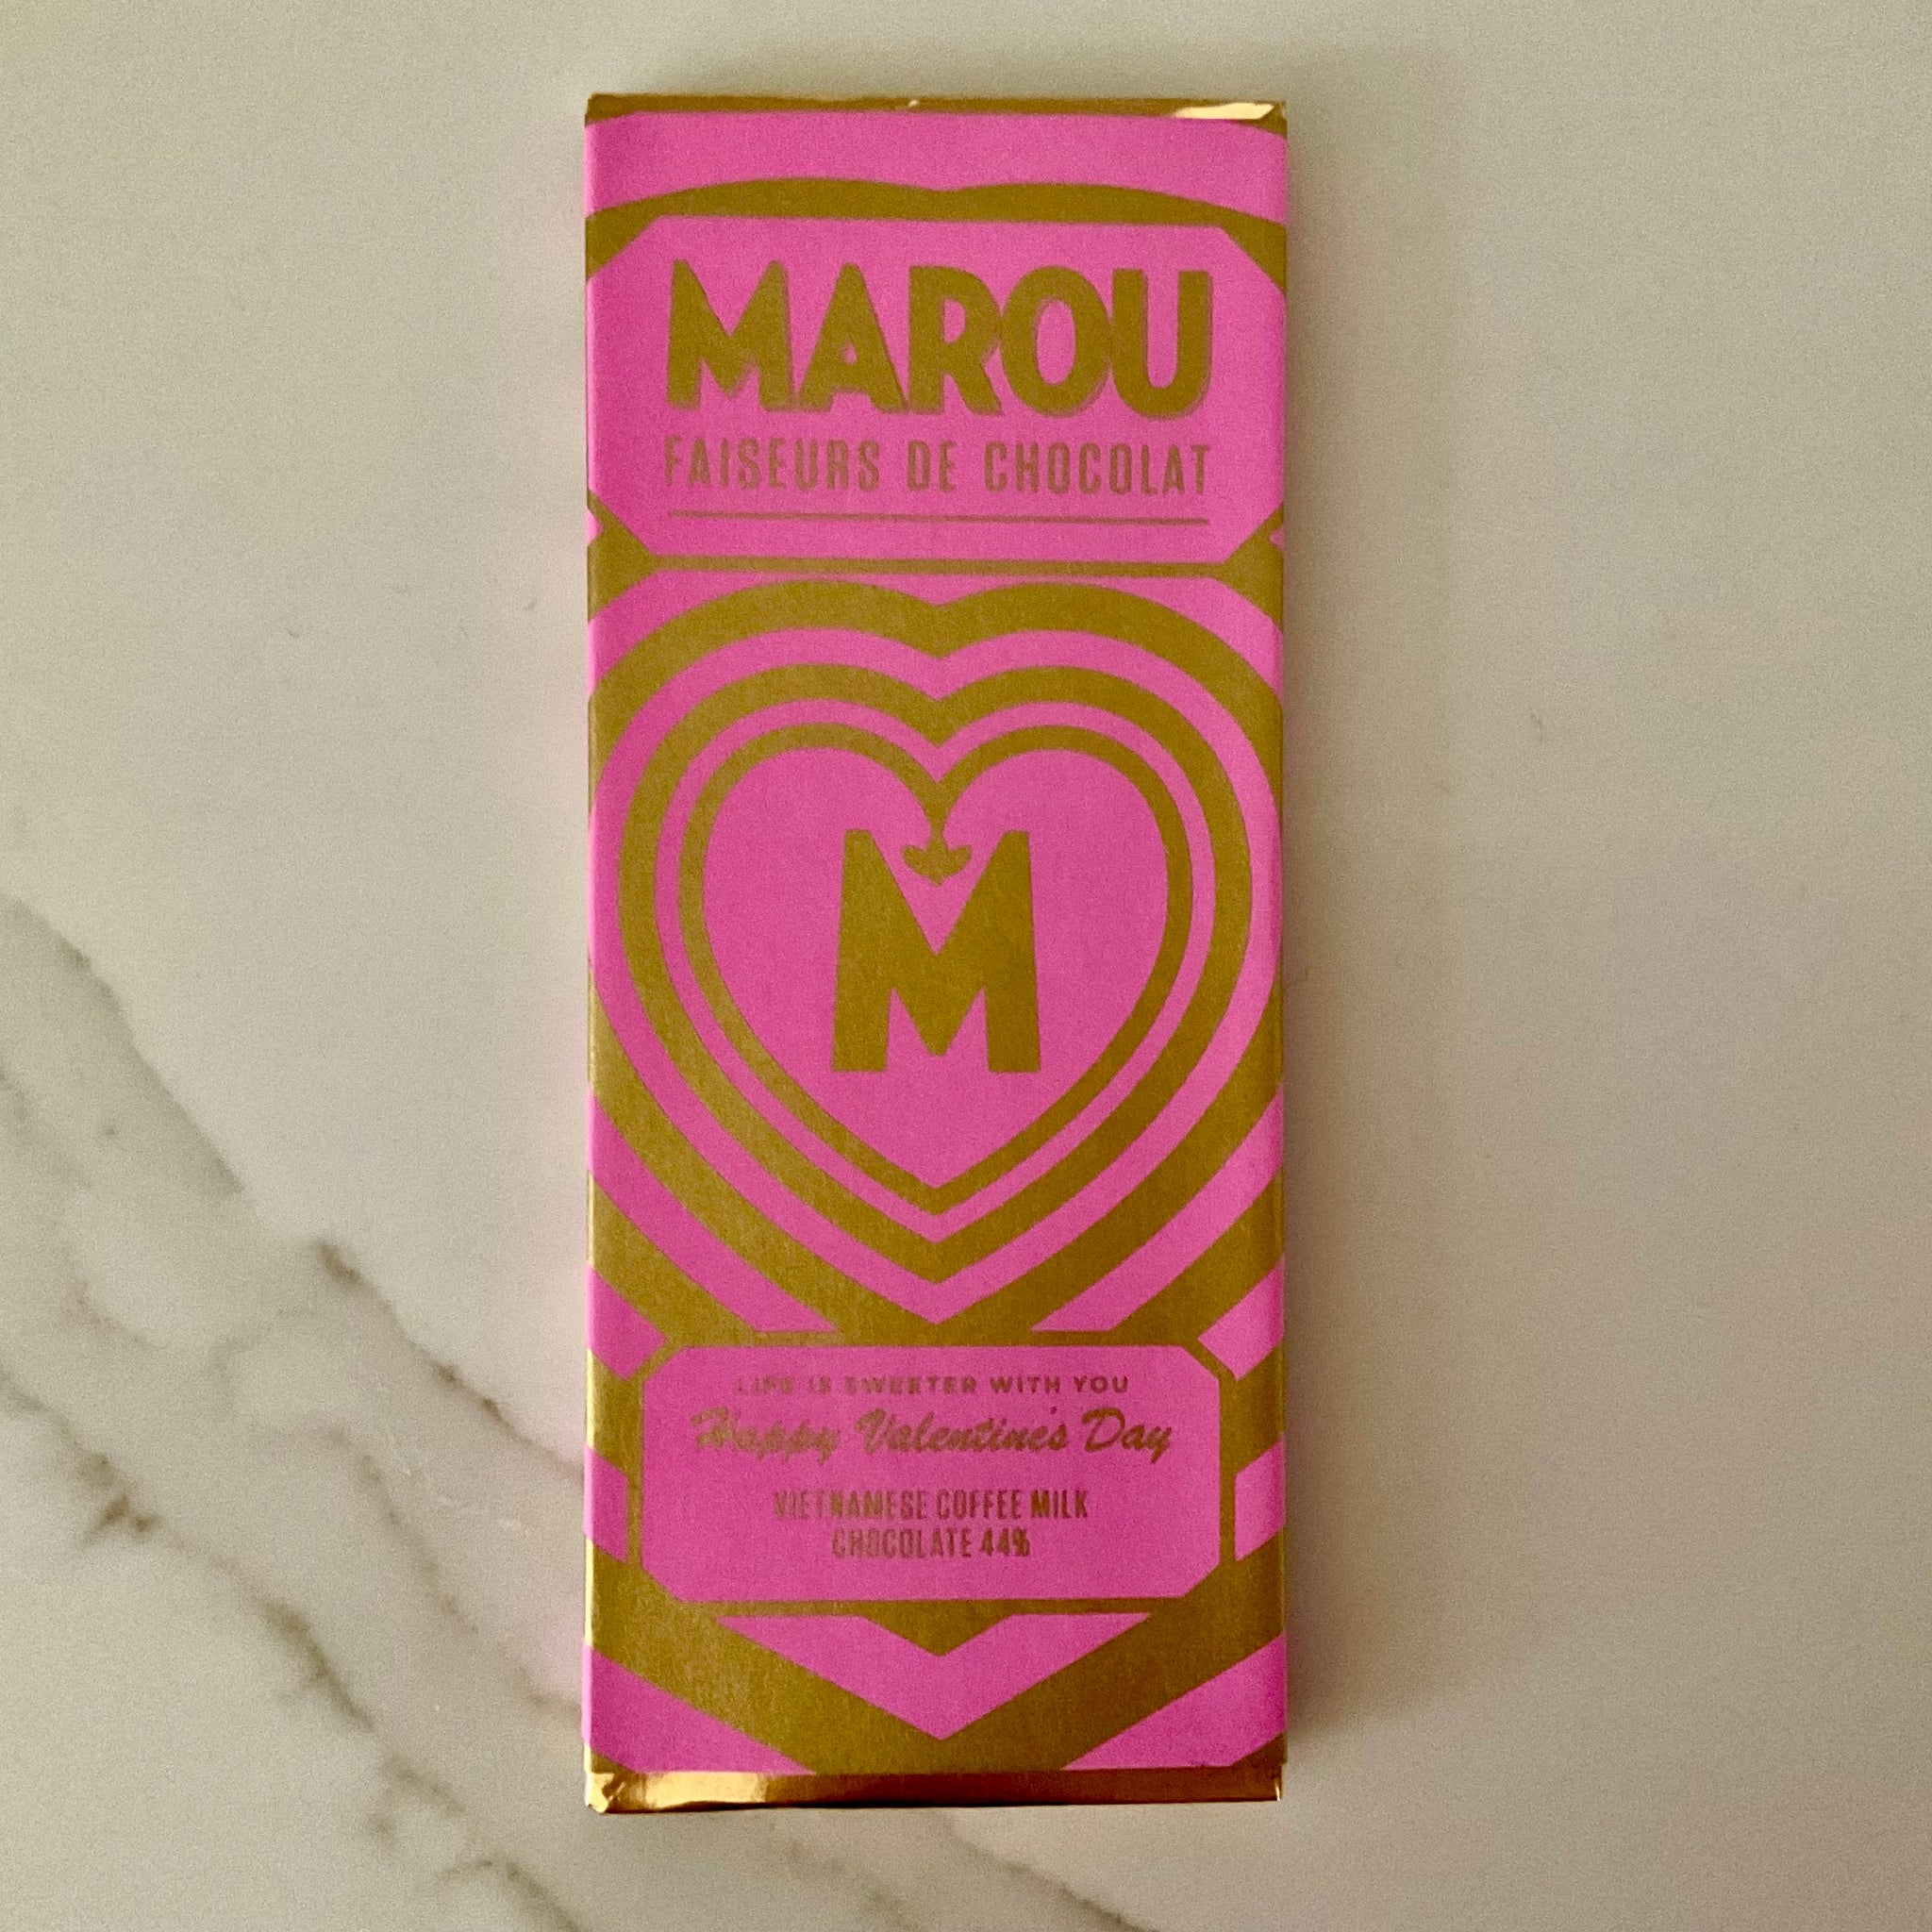 MAROU
FAISEURS DE CHOCOLAT
M
LIFE IS SWEETER WITH YOU
Happy Valentine's Day
VIETNAMESE COFFEE MILK
CHOCOLATE 44%